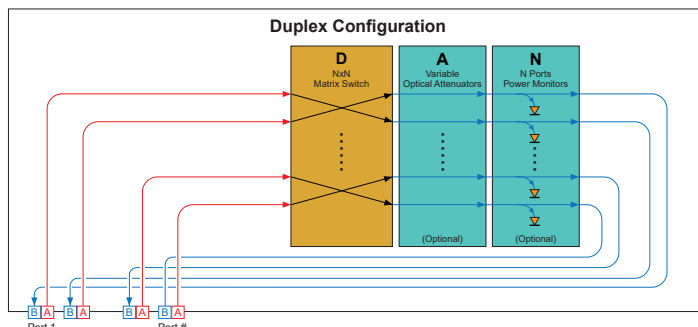 Duplex Configuration
D
NxN
Matrix Switch
A
Variable
Optical Attenuators
(Optional)
N
N Ports
Power Monitors
(Optional)
B A B A B A B A
Port 1 Port #